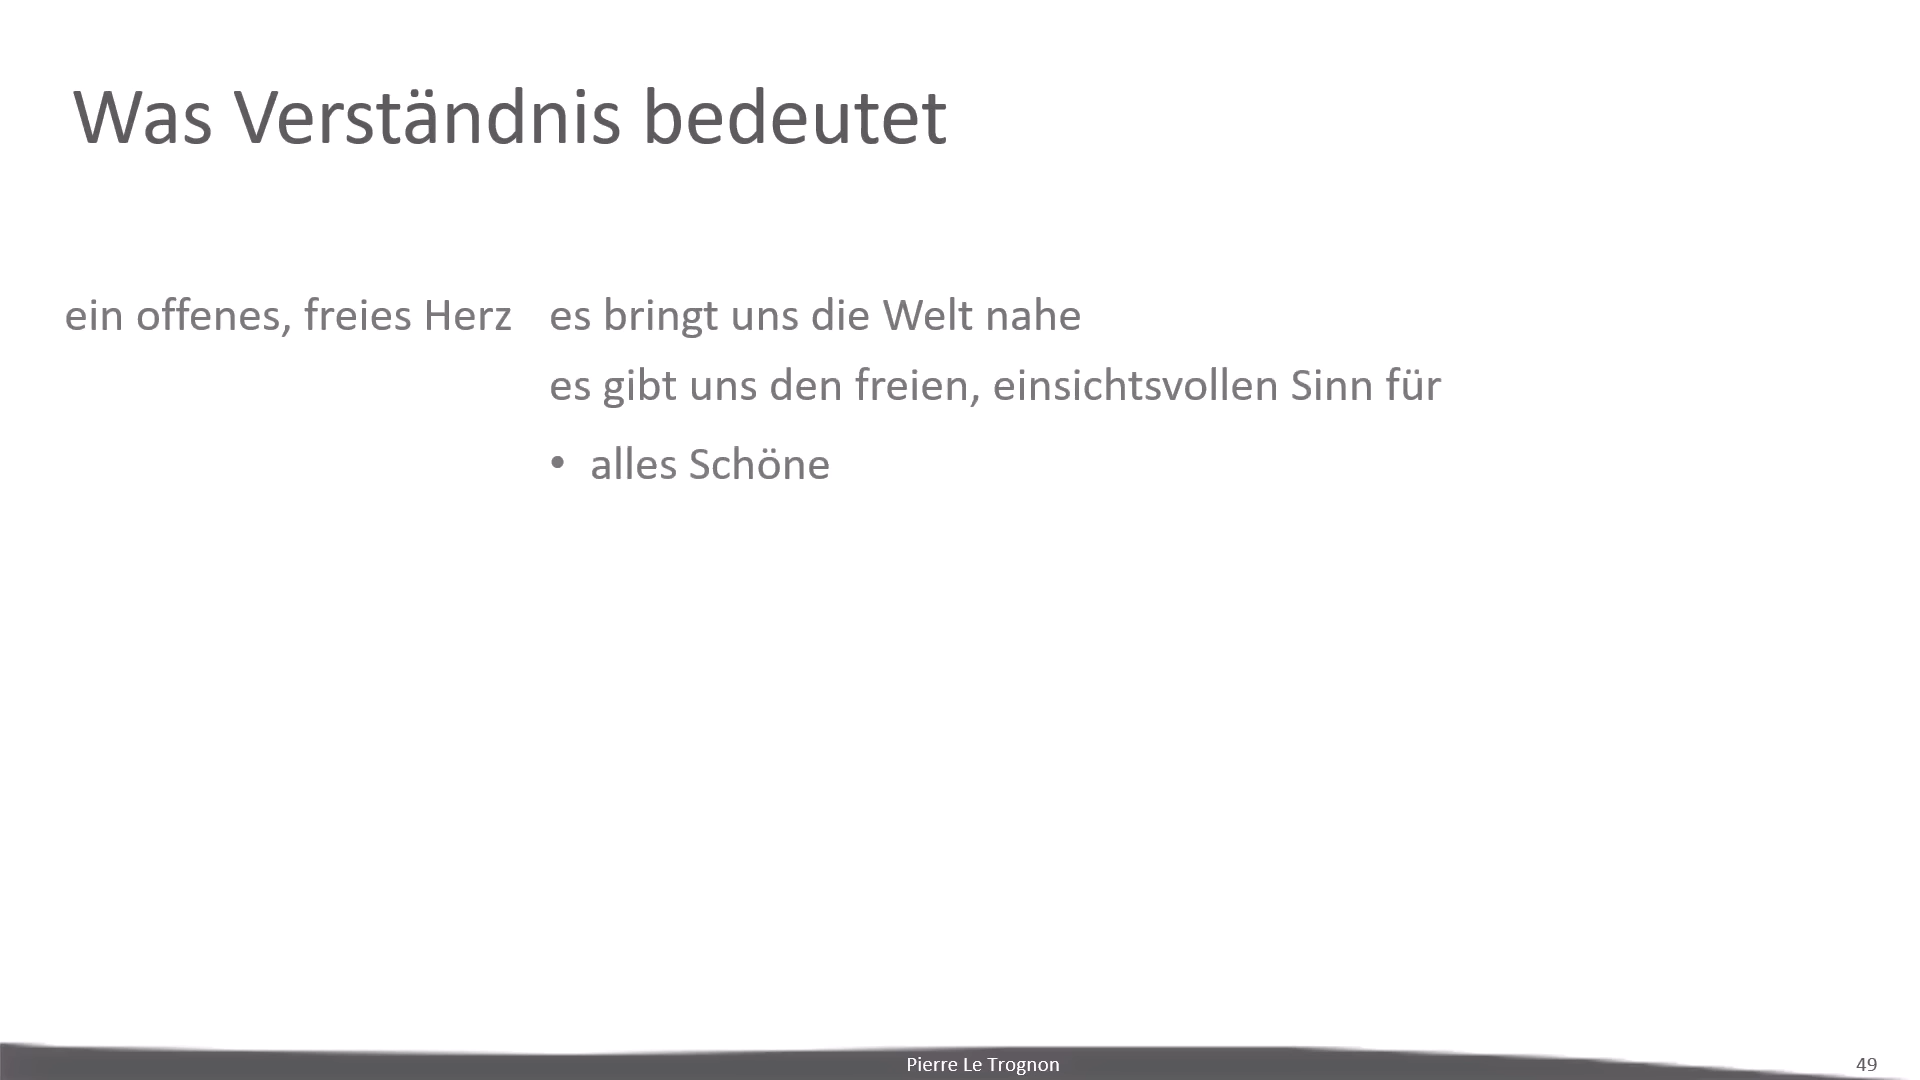 Was Verständnis bedeutet
ein offenes, freies Herz es bringt uns die Welt nahe
es gibt uns den freien, einsichtsvollen Sinn für
• alles Schöne
Pierre Le Trognon 49